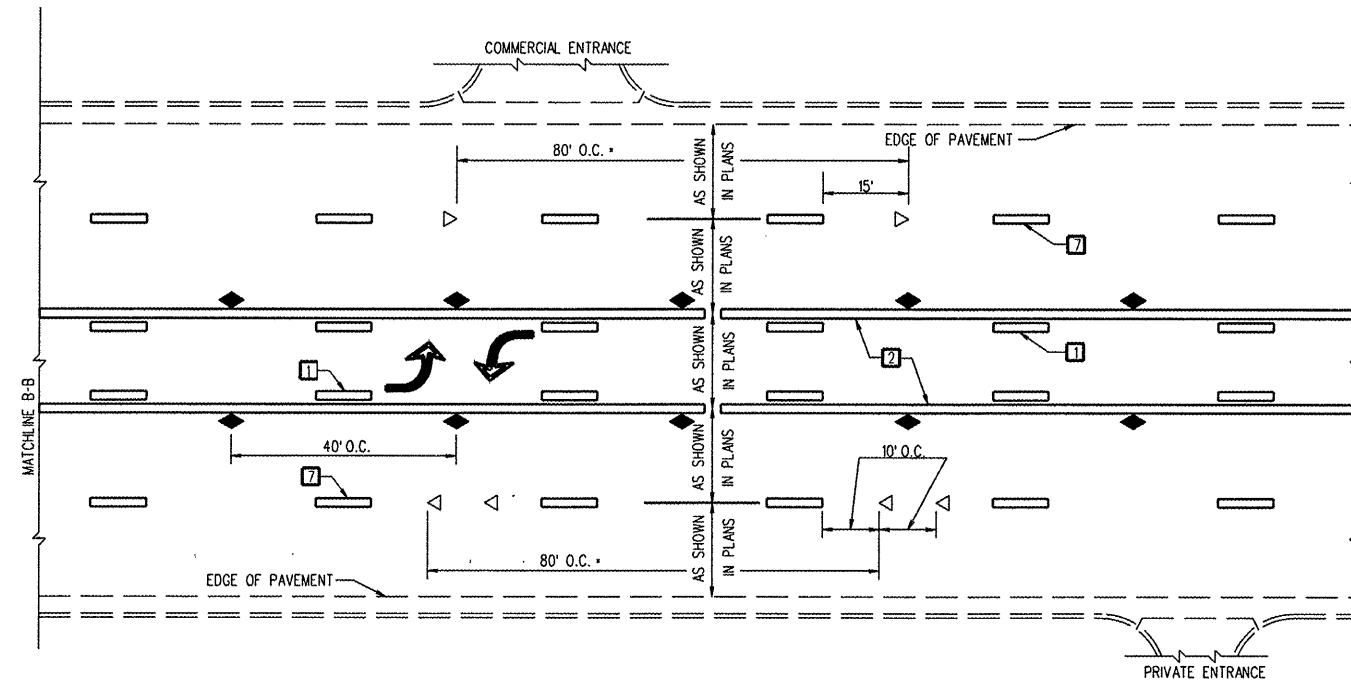 COMMERCIAL ENTRANCE
EDGE OF PAVEMENT
80' O.C. *
15'
AS SHOWN
IN PLANS
7
AS SHOWN
IN PLANS
1
2
1
AS SHOWN
IN PLANS
MATCHLINE B-B
40' O.C.
7
AS SHOWN
IN PLANS
10' O.C.
80' O.C. *
AS SHOWN
IN PLANS
EDGE OF PAVEMENT
PRIVATE ENTRANCE